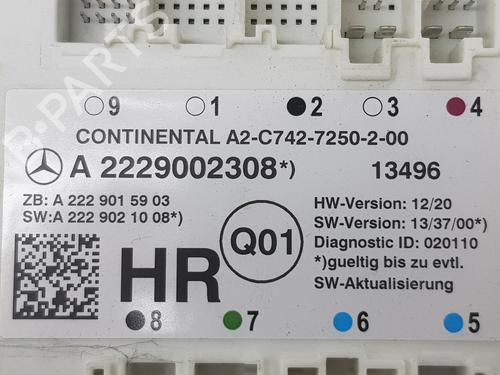 B-PARTS
9 1 2 3 4
CONTINENTAL A2-C742-7250-2-00
A 2229002308*) 13496
ZB: A 222 901 59 03
SW:A 222 902 10 08*)
HW-Version: 12/20
SW-Version: 13/37/00*)
Diagnostic ID: 020110
*)gueltig bis zu evtl.
SW-Aktualisierung
HR
Q01
8 7 6 5